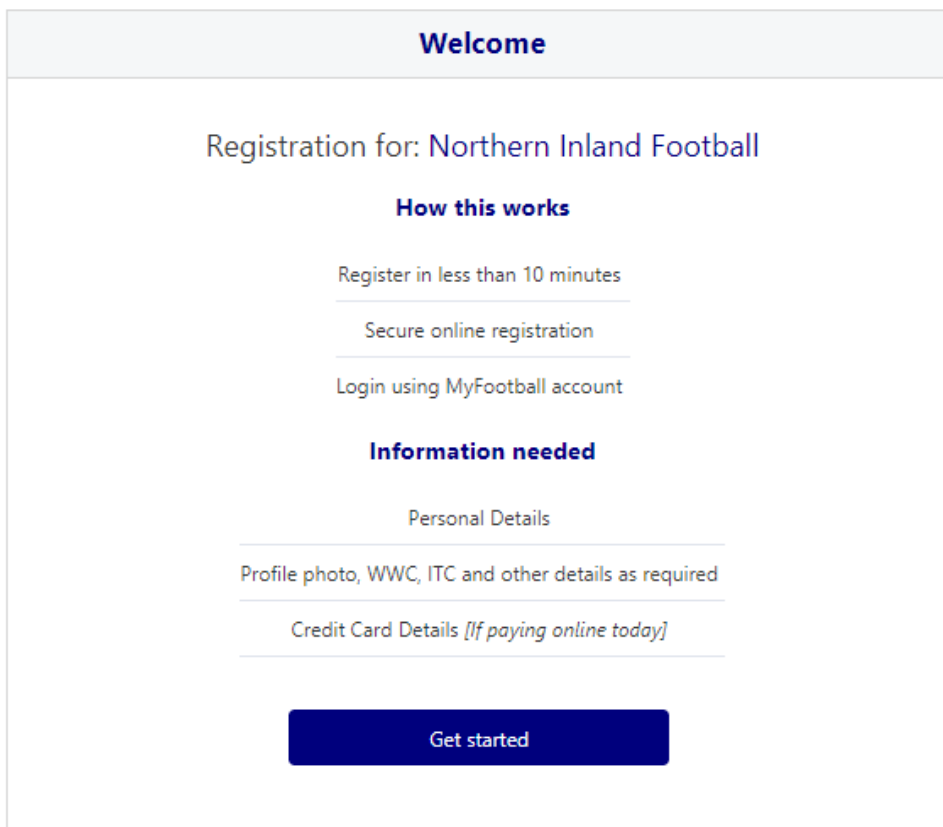 Welcome
Registration for: Northern Inland Football
How this works
Register in less than 10 minutes
Secure online registration
Login using MyFootball account
Information needed
Personal Details
Profile photo, WWC, ITC and other details as required
Credit Card Details [If paying online today]
Get started